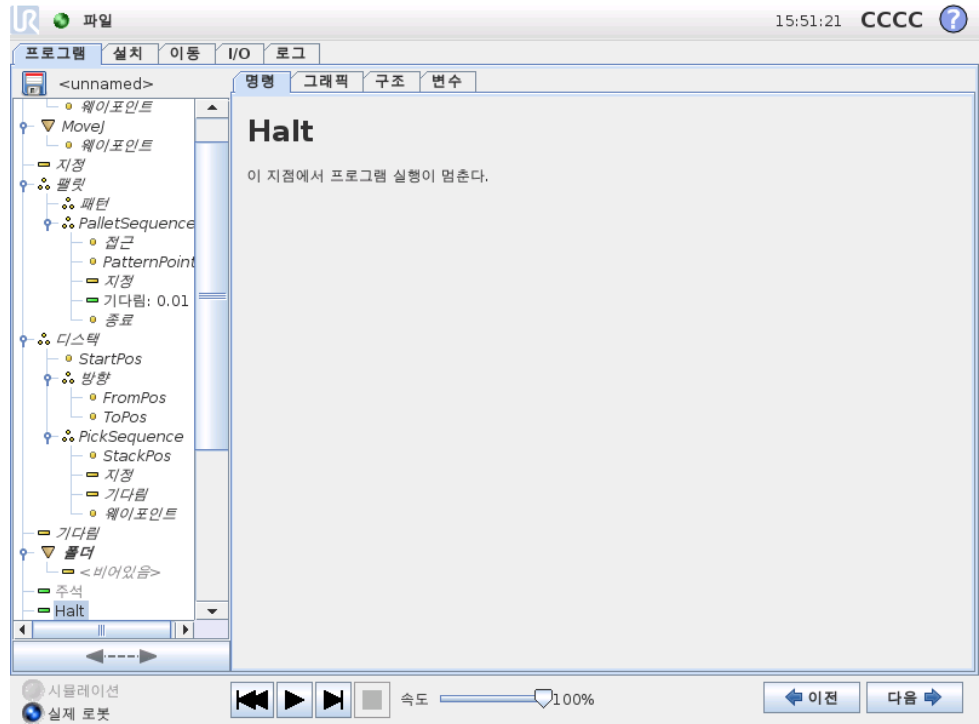 UR 파일 15:51:21 CCCC ?
프로그램 설치 이동 I/O 로그
<unnamed>
명령 그래픽 구조 변수
웨이포인트
MoveJ
웨이포인트
지정
팰릿
패턴
PalletSequence
접근
PatternPoint
지정
기다림: 0.01
종료
디스택
StartPos
방향
FromPos
ToPos
PickSequence
StackPos
지정
기다림
웨이포인트
기다림
폴더
<비어있음>
주석
Halt
Halt
이 지점에서 프로그램 실행이 멈춘다.
시뮬레이션
실제 로봇
속도 100%
이전 다음